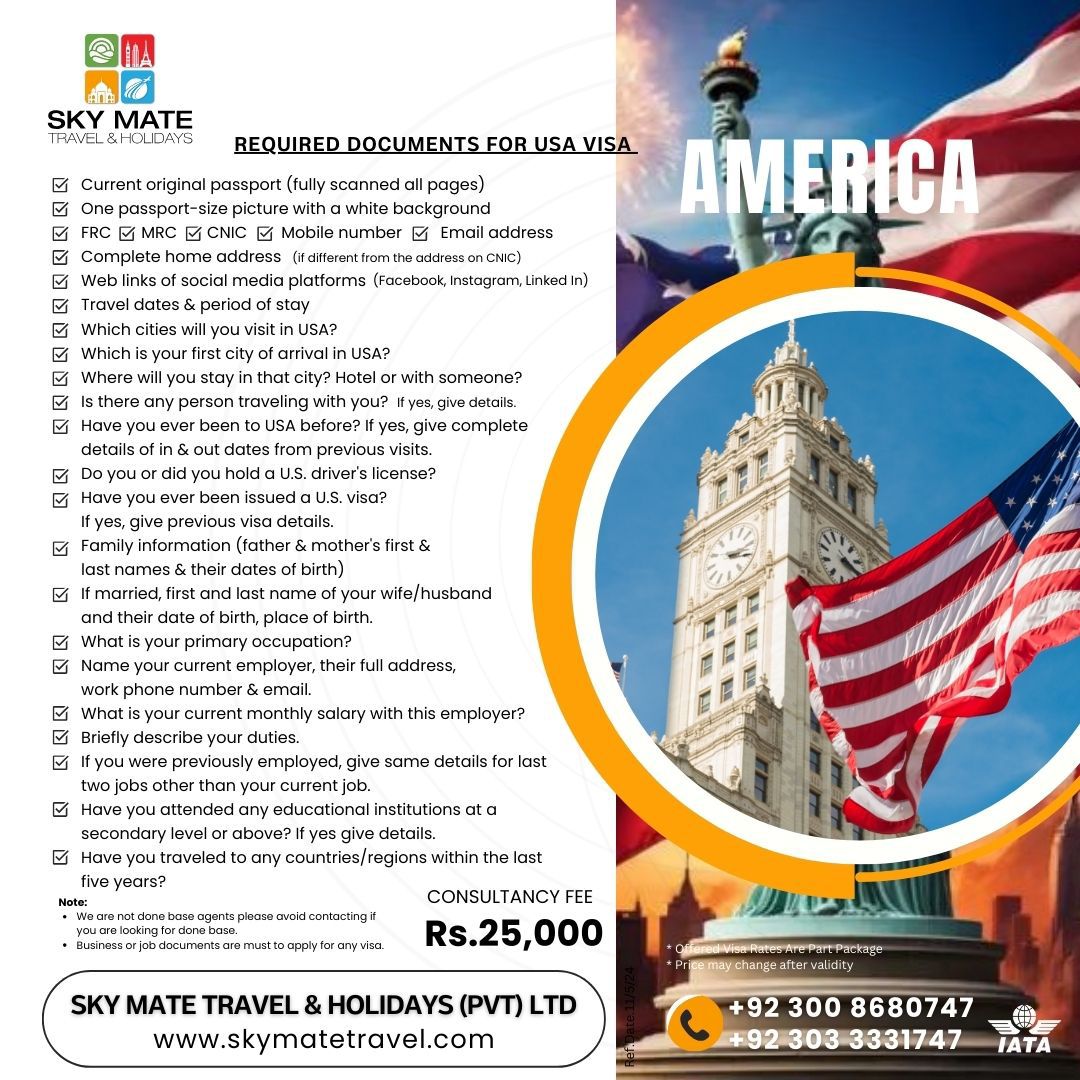 SKY MATE
TRAVEL & HOLIDAYS
REQUIRED DOCUMENTS FOR USA VISA
AMERICA
Current original passport (fully scanned all pages)
One passport-size picture with a white background
FRC MRC CNIC Mobile number Email address
Complete home address (if different from the address on CNIC)
Web links of social media platforms (Facebook, Instagram, Linked In)
Travel dates & period of stay
Which cities will you visit in USA?
Which is your first city of arrival in USA?
Where will you stay in that city? Hotel or with someone?
Is there any person traveling with you? If yes, give details.
Have you ever been to USA before? If yes, give complete
details of in & out dates from previous visits.
Do you or did you hold a U.S. driver's license?
Have you ever been issued a U.S. visa?
If yes, give previous visa details.
Family information (father & mother's first &
last names & their dates of birth)
If married, first and last name of your wife/husband
and their date of birth, place of birth.
What is your primary occupation?
Name your current employer, their full address,
work phone number & email.
What is your current monthly salary with this employer?
Briefly describe your duties.
If you were previously employed, give same details for last
two jobs other than your current job.
Have you attended any educational institutions at a
secondary level or above? If yes give details.
Have you traveled to any countries/regions within the last
five years?
Note:
• We are not done base agents please avoid contacting if
you are looking for done base.
• Business or job documents are must to apply for any visa.
CONSULTANCY FEE
Rs.25,000
SKY MATE TRAVEL & HOLIDAYS (PVT) LTD
www.skymatetravel.com
Ref.Date.11/5/24
* Offered Visa Rates Are Part Package
* Price may change after validity
+92 300 8680747
+92 303 3331747
IATA